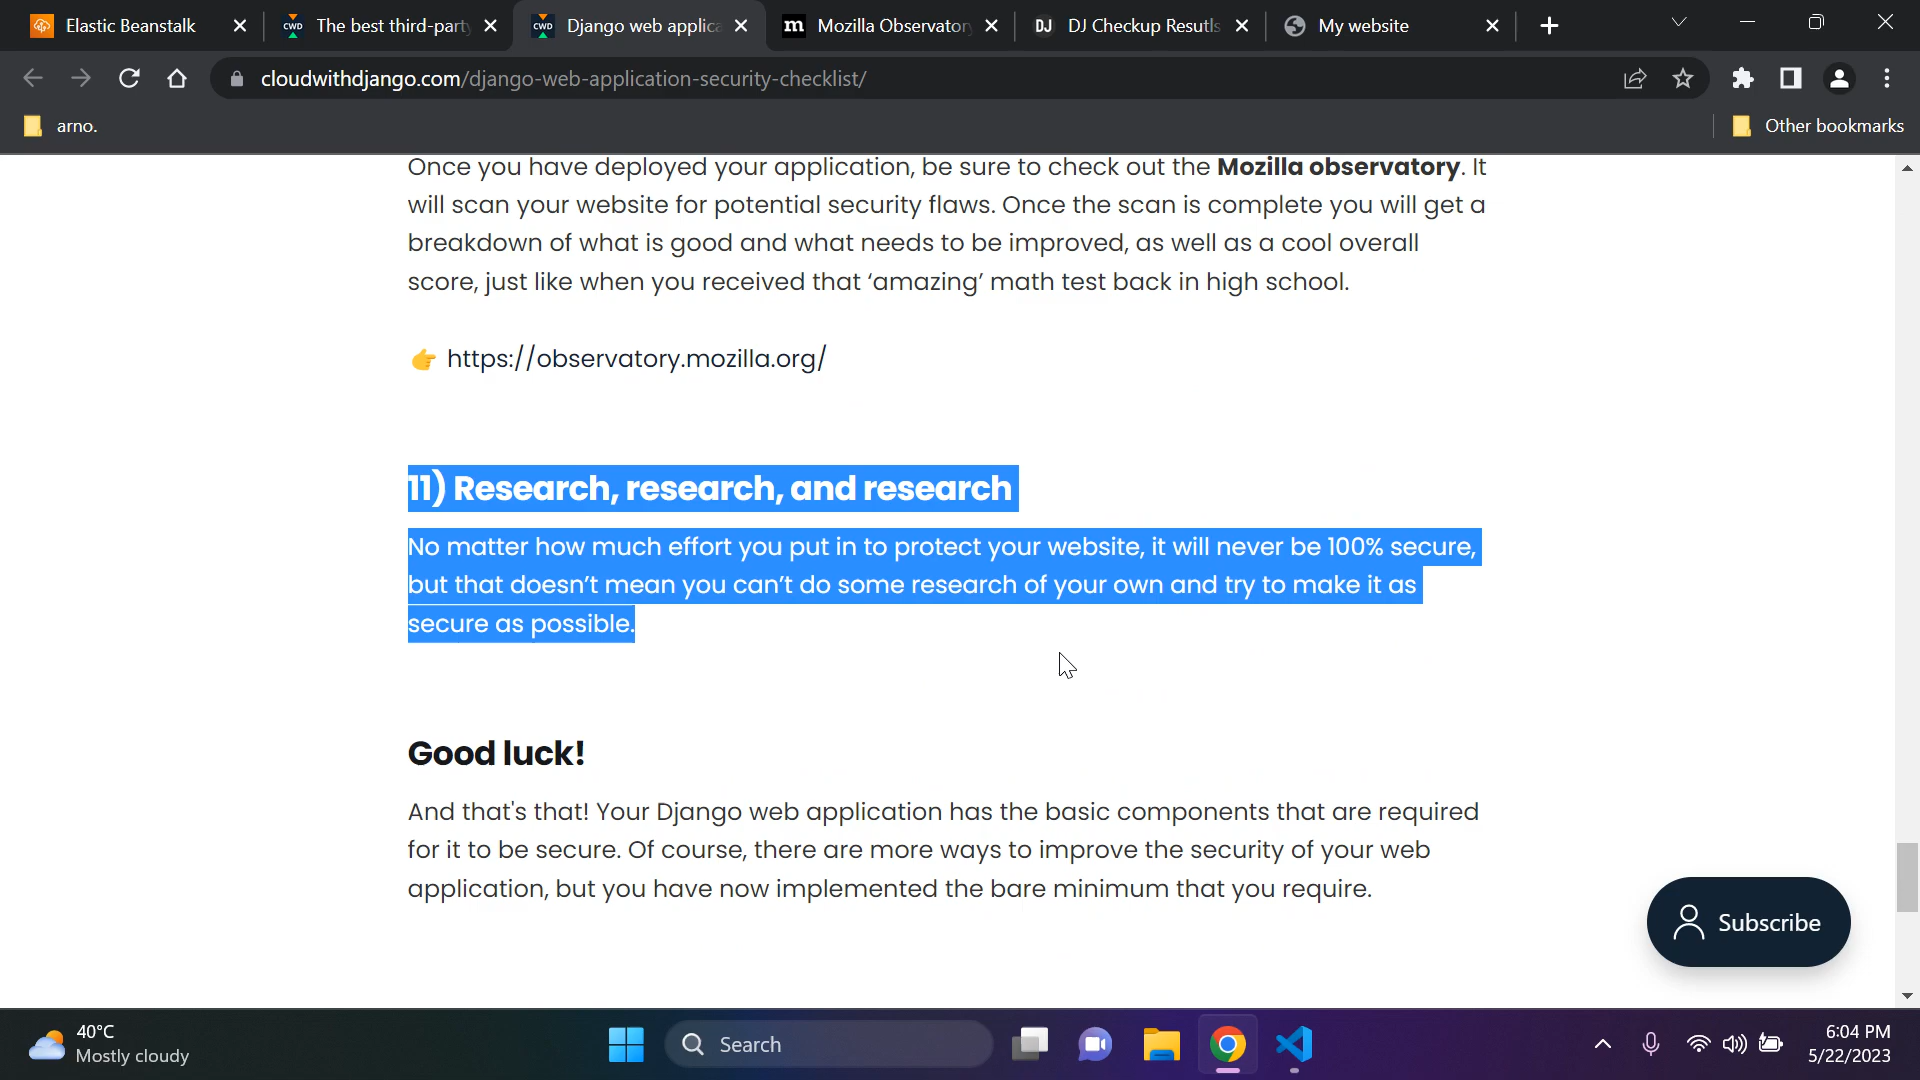 Elastic Beanstalk
The best third-party
Django web applica
Mozilla Observatory
DJ Checkup Resutls
My website
cloudwithdjango.com/django-web-application-security-checklist/
arno.
Other bookmarks
Once you have deployed your application, be sure to check out the Mozilla observatory. It
will scan your website for potential security flaws. Once the scan is complete you will get a
breakdown of what is good and what needs to be improved, as well as a cool overall
score, just like when you received that ‘amazing’ math test back in high school.
👉 https://observatory.mozilla.org/
11) Research, research, and research
No matter how much effort you put in to protect your website, it will never be 100% secure,
but that doesn’t mean you can’t do some research of your own and try to make it as
secure as possible.
Good luck!
And that's that! Your Django web application has the basic components that are required
for it to be secure. Of course, there are more ways to improve the security of your web
application, but you have now implemented the bare minimum that you require.
Subscribe
40°C
Mostly cloudy
Search
6:04 PM
5/22/2023